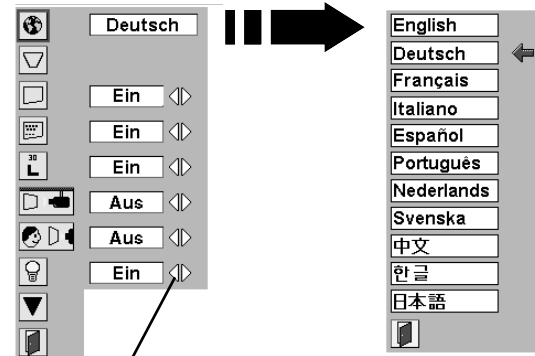 Deutsch
Ein
Ein
30
L
Ein
Aus
Aus
Ein
English
Deutsch
Français
Italiano
Español
Português
Nederlands
Svenska
中文
한글
日本語